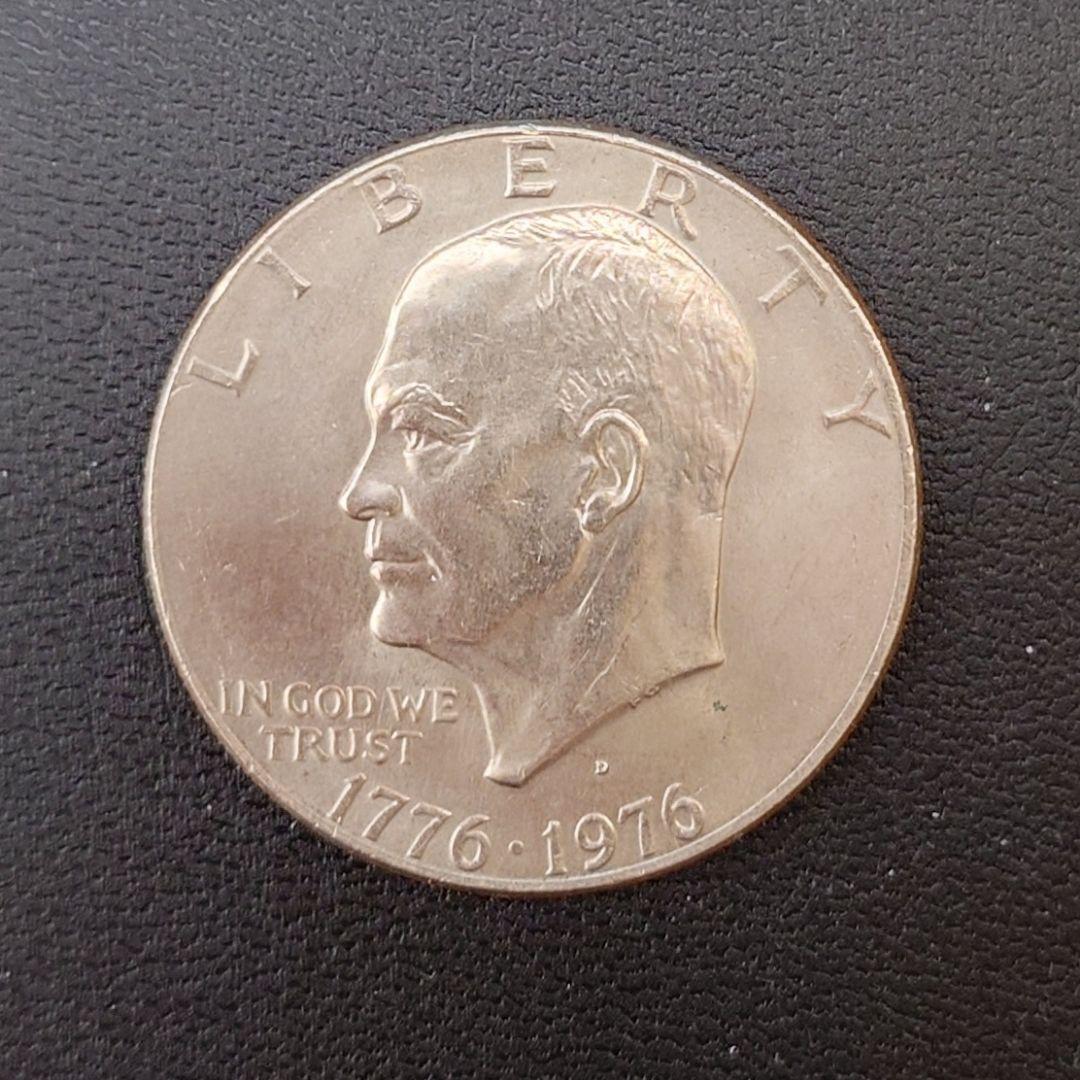 LIBERTY
IN GOD WE
TRUST
D
1776 · 1976